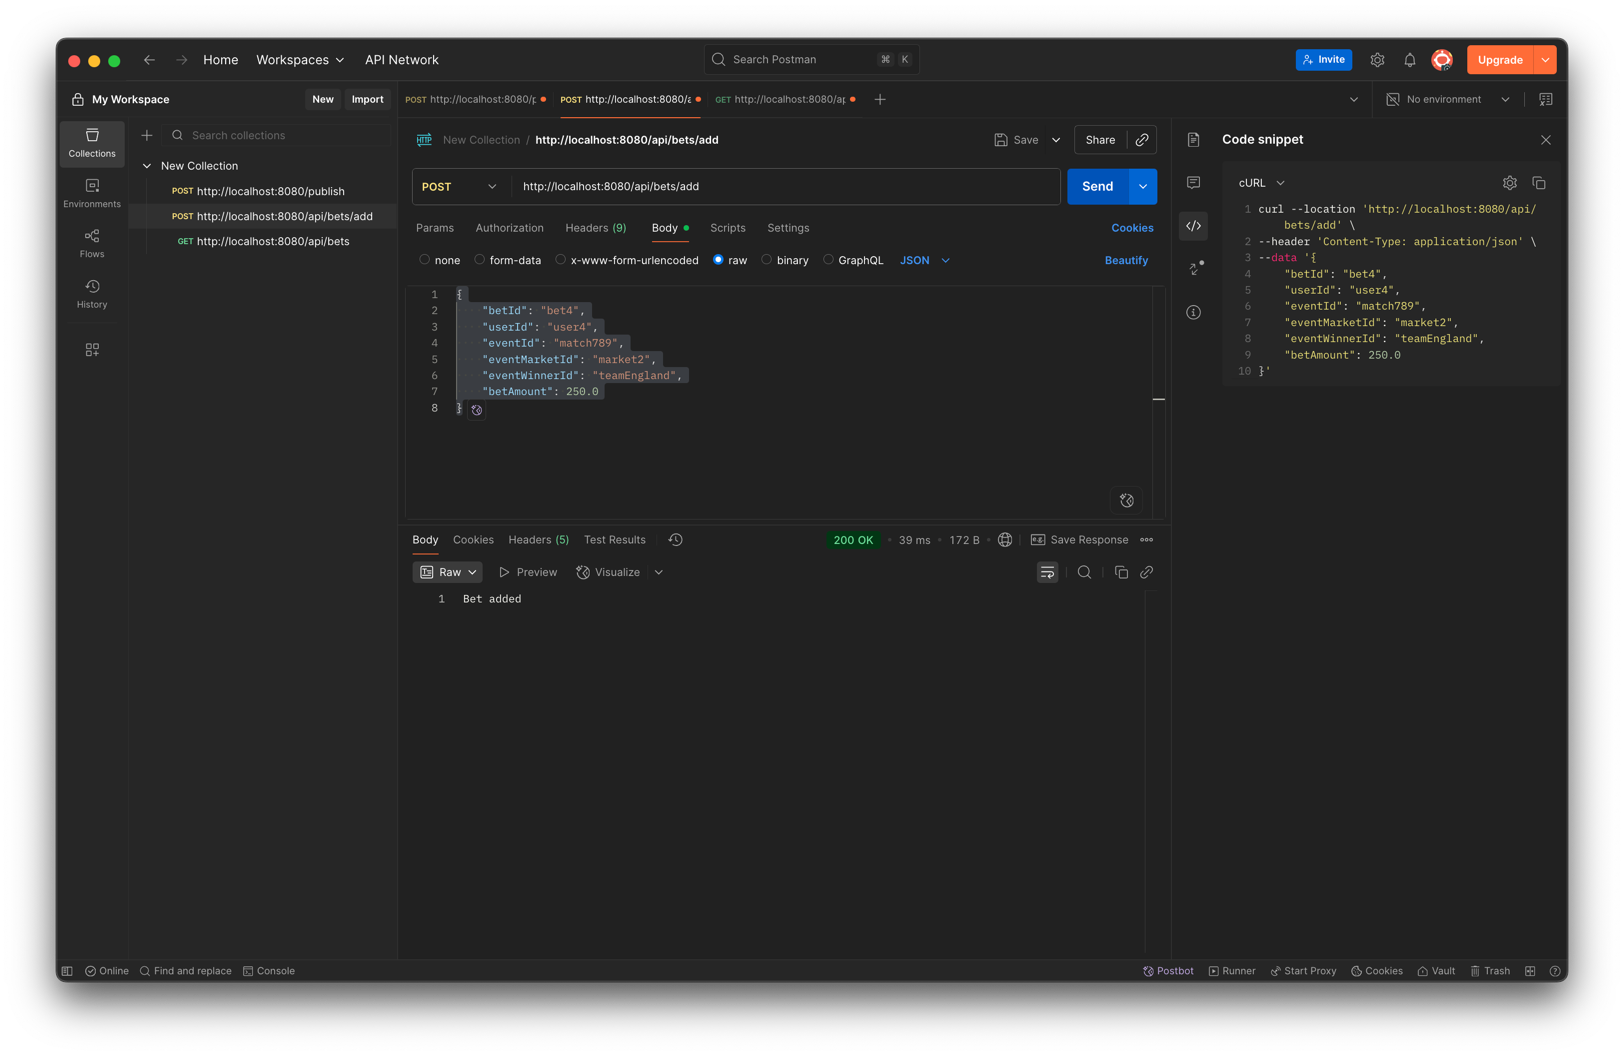 Home
Workspaces
API Network
Search Postman
⌘ K
Invite
Upgrade
My Workspace
New
Import
POST http://localhost:8080/p
POST http://localhost:8080/a
GET http://localhost:8080/ap
No environment
Collections
Environments
Flows
History
Search collections
New Collection
POST http://localhost:8080/publish
POST http://localhost:8080/api/bets/add
GET http://localhost:8080/api/bets
HTTP New Collection / http://localhost:8080/api/bets/add
Save
Share
POST
http://localhost:8080/api/bets/add
Send
Params
Authorization
Headers (9)
Body
Scripts
Settings
Cookies
none
form-data
x-www-form-urlencoded
raw
binary
GraphQL
JSON
Beautify
1 {
2 "betId": "bet4",
3 "userId": "user4",
4 "eventId": "match789",
5 "eventMarketId": "market2",
6 "eventWinnerId": "teamEngland",
7 "betAmount": 250.0
8 }
Body
Cookies
Headers (5)
Test Results
200 OK
39 ms
172 B
e.g. Save Response
Raw
Preview
Visualize
1 Bet added
Code snippet
cURL
1 curl --location 'http://localhost:8080/api/
bets/add' \
2 --header 'Content-Type: application/json' \
3 --data '{
4 "betId": "bet4",
5 "userId": "user4",
6 "eventId": "match789",
7 "eventMarketId": "market2",
8 "eventWinnerId": "teamEngland",
9 "betAmount": 250.0
10 }'
Online
Find and replace
Console
Postbot
Runner
Start Proxy
Cookies
Vault
Trash